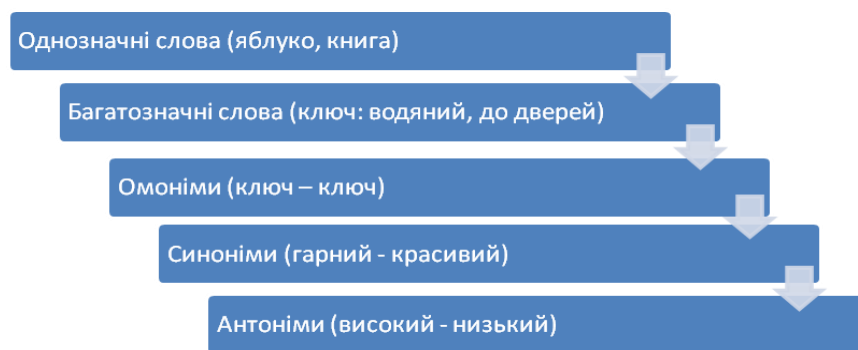 Однозначні слова (яблуко, книга)
Багатозначні слова (ключ: водяний, до дверей)
Омоніми (ключ – ключ)
Синоніми (гарний - красивий)
Антоніми (високий - низький)